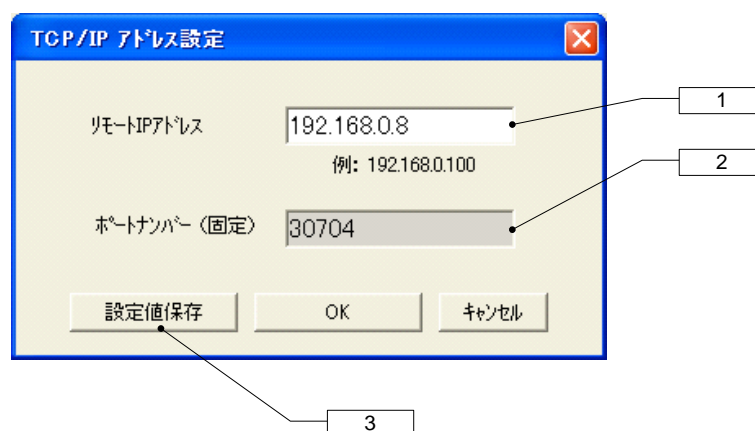 TCP/IP アドレス設定
リモートIPアドレス
192.168.0.8
1
例: 192.168.0.100
2
ポートナンバー（固定）
30704
設定値保存
OK
キャンセル
3